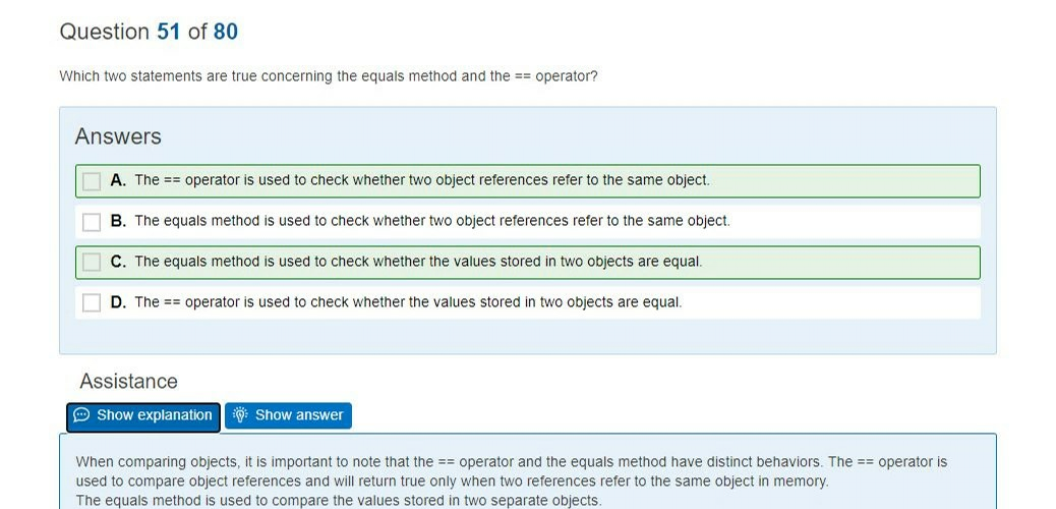 Question 51 of 80
Which two statements are true concerning the equals method and the == operator?
Answers
A. The == operator is used to check whether two object references refer to the same object.
B. The equals method is used to check whether two object references refer to the same object.
C. The equals method is used to check whether the values stored in two objects are equal.
D. The == operator is used to check whether the values stored in two objects are equal.
Assistance
Show explanation Show answer
When comparing objects, it is important to note that the == operator and the equals method have distinct behaviors. The == operator is
used to compare object references and will return true only when two references refer to the same object in memory.
The equals method is used to compare the values stored in two separate objects.